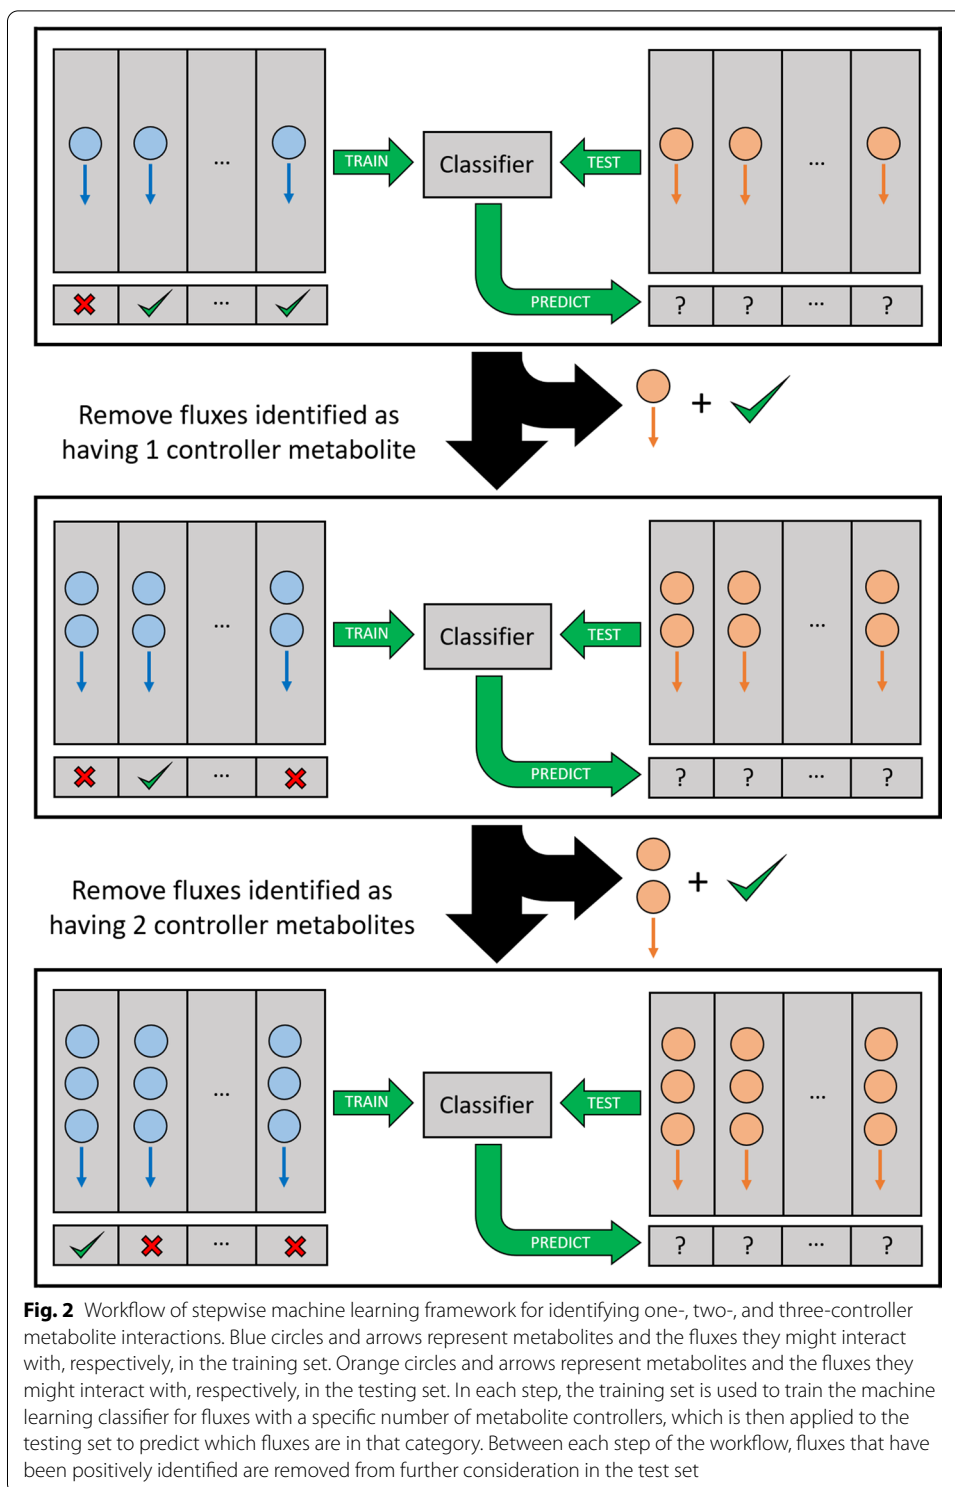 ...
...
TRAIN
Classifier
TEST
PREDICT
...
? ? ... ?
Remove fluxes identified as
having 1 controller metabolite
+
...
...
TRAIN
Classifier
TEST
PREDICT
...
? ? ... ?
Remove fluxes identified as
having 2 controller metabolites
+
...
...
TRAIN
Classifier
TEST
PREDICT
...
? ? ... ?
Fig. 2 Workflow of stepwise machine learning framework for identifying one-, two-, and three-controller
metabolite interactions. Blue circles and arrows represent metabolites and the fluxes they might interact
with, respectively, in the training set. Orange circles and arrows represent metabolites and the fluxes they
might interact with, respectively, in the testing set. In each step, the training set is used to train the machine
learning classifier for fluxes with a specific number of metabolite controllers, which is then applied to the
testing set to predict which fluxes are in that category. Between each step of the workflow, fluxes that have
been positively identified are removed from further consideration in the test set